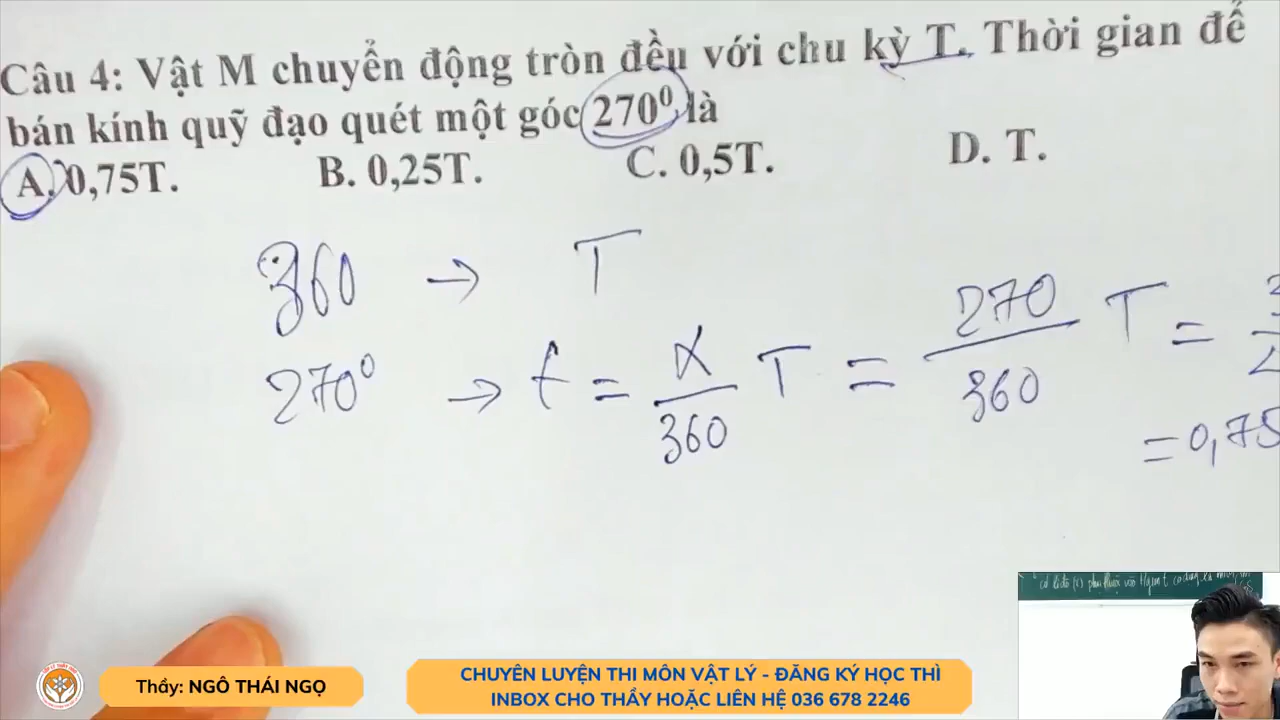 Câu 4: Vật M chuyển động tròn đều với chu kỳ T. Thời gian để
bán kính quỹ đạo quét một góc 270⁰ là
A. 0,75T. B. 0,25T. C. 0,5T. D. T.
360 → T
270⁰ → t = α/360 T = 270/360 T =
= 0,75
Thầy: NGÔ THÁI NGỌ
CHUYÊN LUYỆN THI MÔN VẬT LÝ - ĐĂNG KÝ HỌC THÌ
INBOX CHO THẦY HOẶC LIÊN HỆ 036 678 2246